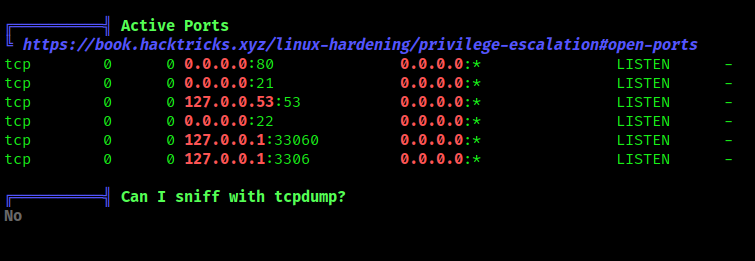 ╔══════════╣ Active Ports
╚ https://book.hacktricks.xyz/linux-hardening/privilege-escalation#open-ports
tcp        0      0 0.0.0.0:80              0.0.0.0:*               LISTEN      -
tcp        0      0 0.0.0.0:21              0.0.0.0:*               LISTEN      -
tcp        0      0 127.0.0.53:53           0.0.0.0:*               LISTEN      -
tcp        0      0 0.0.0.0:22              0.0.0.0:*               LISTEN      -
tcp        0      0 127.0.0.1:33060         0.0.0.0:*               LISTEN      -
tcp        0      0 127.0.0.1:3306          0.0.0.0:*               LISTEN      -
╔══════════╣ Can I sniff with tcpdump?
No